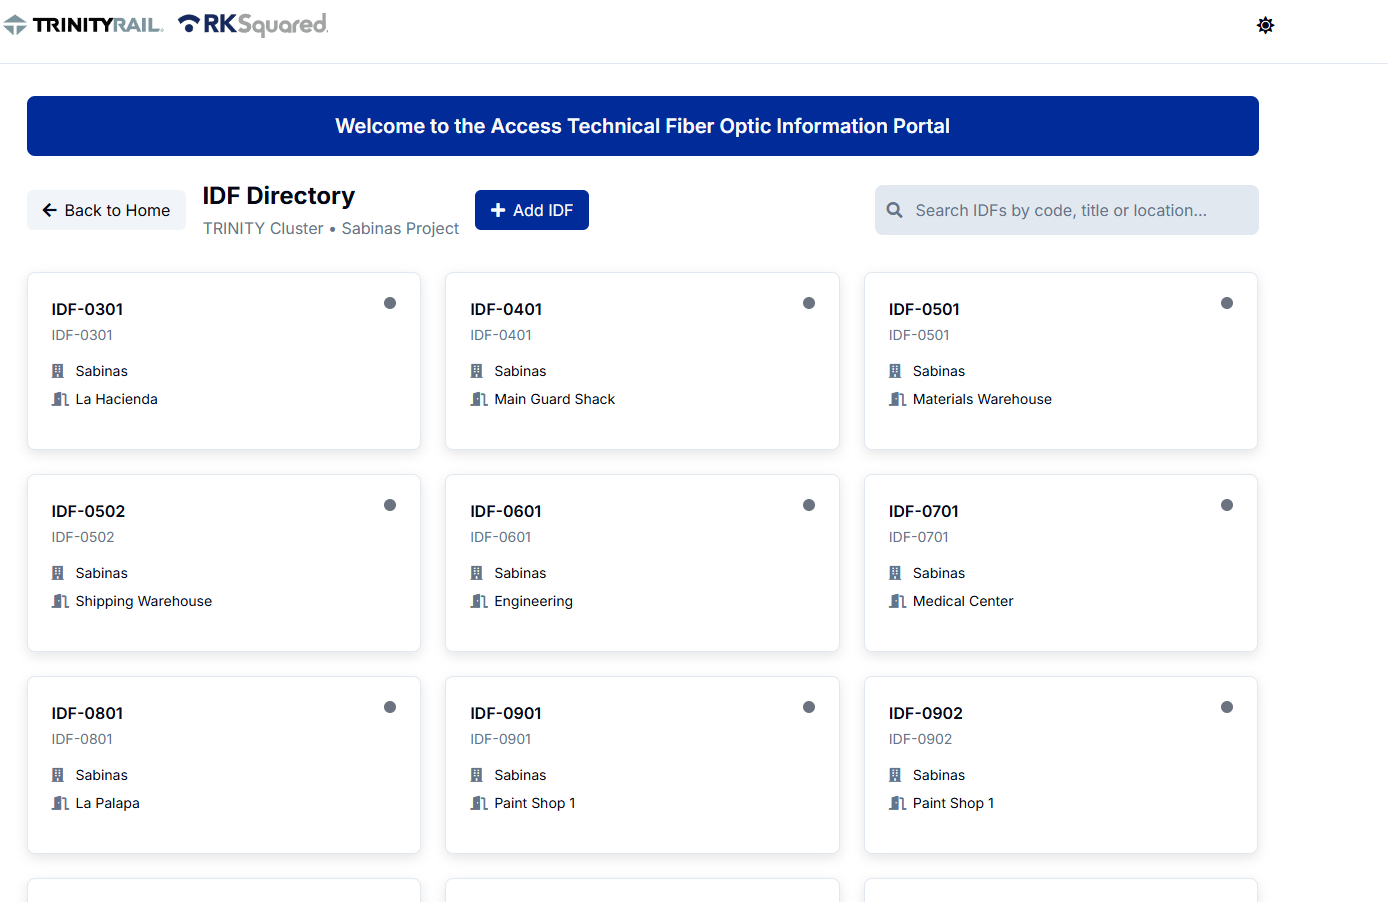 TRINITYRAIL. RKSquared.
Welcome to the Access Technical Fiber Optic Information Portal
Back to Home
IDF Directory
TRINITY Cluster • Sabinas Project
Add IDF
Search IDFs by code, title or location...
IDF-0301
IDF-0301
Sabinas
La Hacienda
IDF-0401
IDF-0401
Sabinas
Main Guard Shack
IDF-0501
IDF-0501
Sabinas
Materials Warehouse
IDF-0502
IDF-0502
Sabinas
Shipping Warehouse
IDF-0601
IDF-0601
Sabinas
Engineering
IDF-0701
IDF-0701
Sabinas
Medical Center
IDF-0801
IDF-0801
Sabinas
La Palapa
IDF-0901
IDF-0901
Sabinas
Paint Shop 1
IDF-0902
IDF-0902
Sabinas
Paint Shop 1